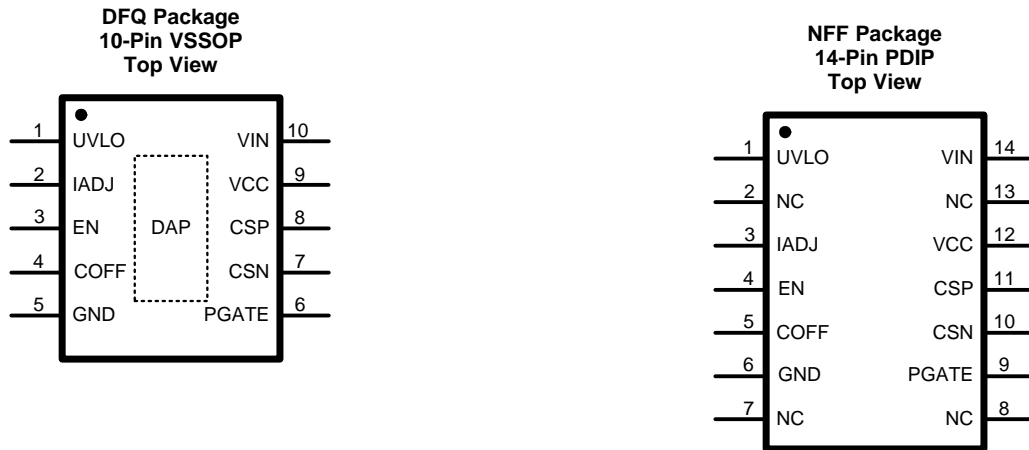 DFQ Package
10-Pin VSSOP
Top View
1 UVLO VIN 10
2 IADJ VCC 9
3 EN DAP CSP 8
4 COFF CSN 7
5 GND PGATE 6
NFF Package
14-Pin PDIP
Top View
1 UVLO VIN 14
2 NC NC 13
3 IADJ VCC 12
4 EN CSP 11
5 COFF CSN 10
6 GND PGATE 9
7 NC NC 8